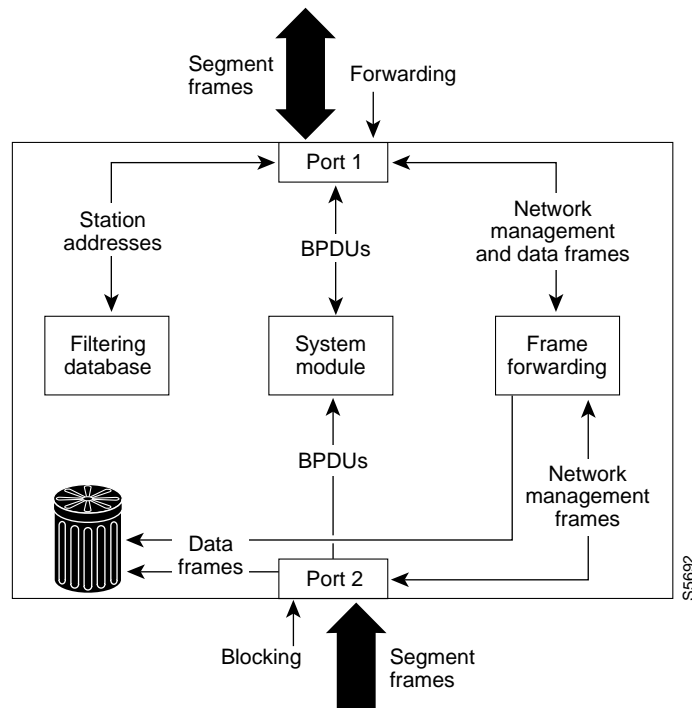 Segment
frames
Forwarding
Port 1
Station
addresses
BPDUs
Network
management
and data frames
Filtering
database
System
module
Frame
forwarding
BPDUs
Network
management
frames
Data
frames
Port 2
Blocking
Segment
frames
S5692